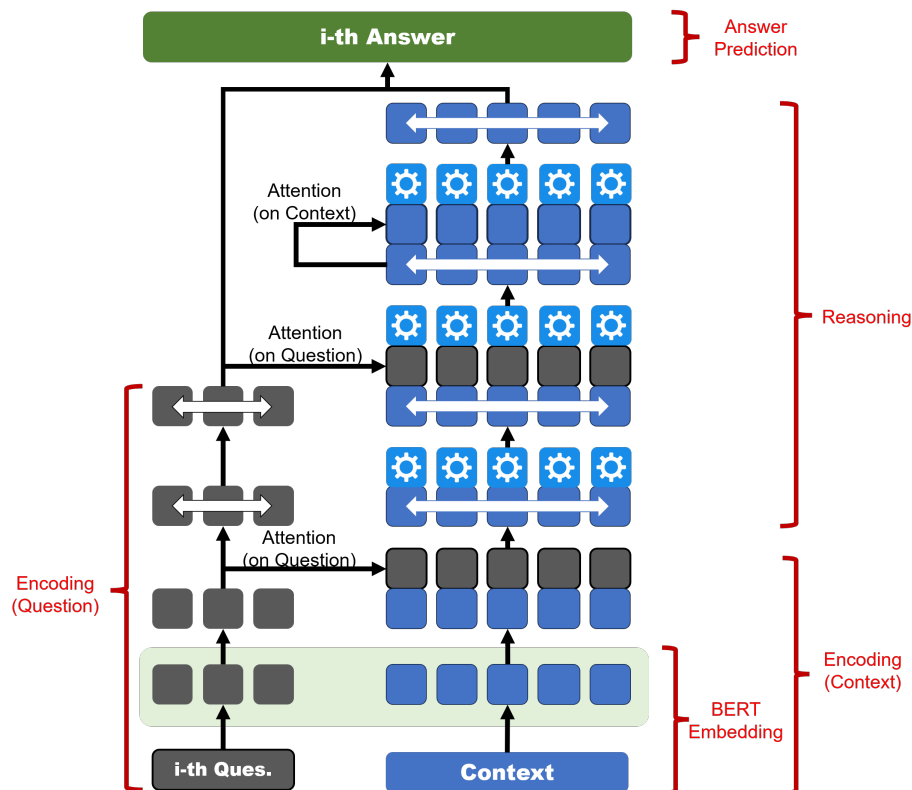 i-th Answer
Answer
Prediction
Attention
(on Context)
Reasoning
Attention
(on Question)
Attention
(on Question)
Encoding
(Question)
Encoding
(Context)
BERT
Embedding
i-th Ques.
Context